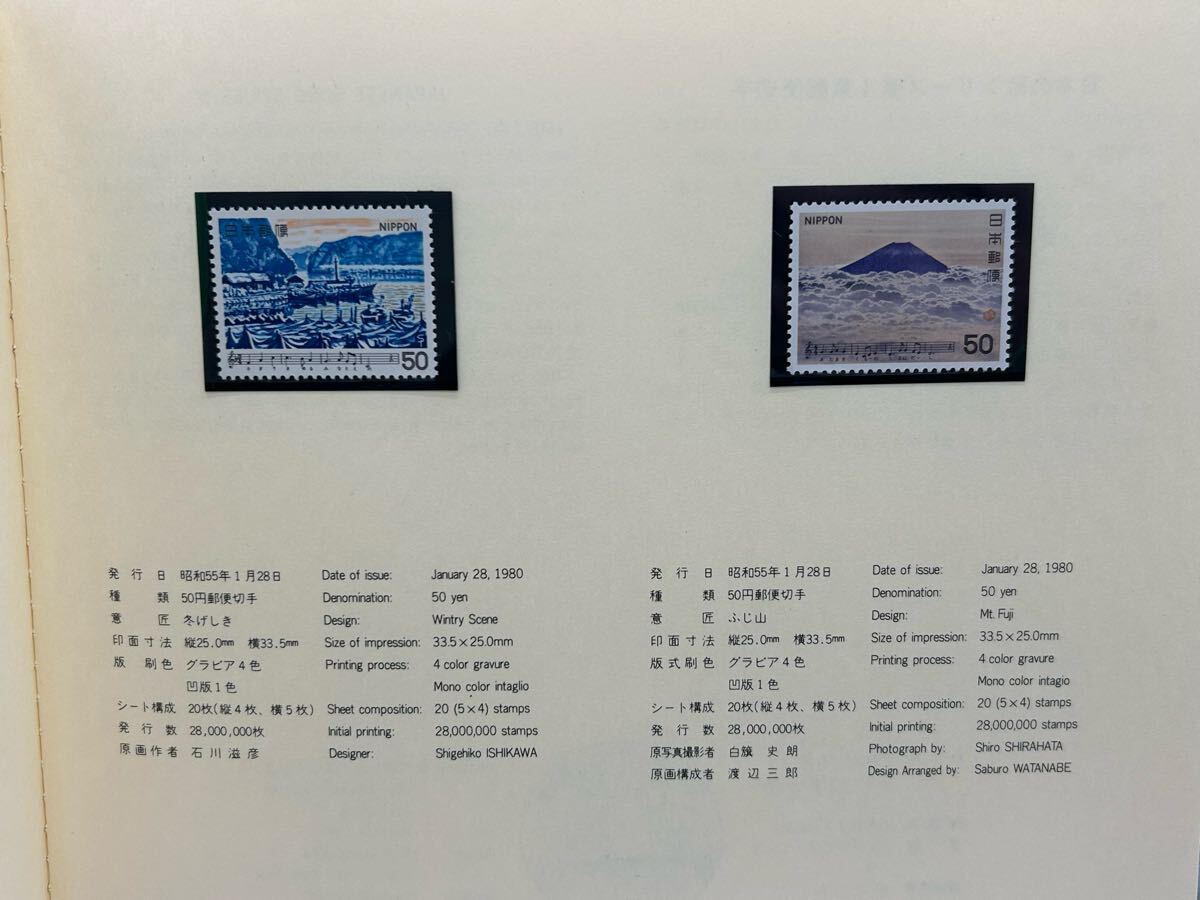 日本郵便
NIPPON
50
NIPPON
日本郵便
50
発行日 昭和55年1月28日 Date of issue: January 28, 1980
種類 50円郵便切手 Denomination: 50 yen
意匠 冬げしき Design: Wintry Scene
印面寸法 縦25.0mm 横33.5mm Size of impression: 33.5×25.0mm
版刷色 グラビア4色 Printing process: 4 color gravure
凹版1色 Mono color intaglio
シート構成 20枚(縦4枚、横5枚) Sheet composition: 20 (5×4) stamps
発行数 28,000,000枚 Initial printing: 28,000,000 stamps
原画作者 石川滋彦 Designer: Shigehiko ISHIKAWA
発行日 昭和55年1月28日 Date of issue: January 28, 1980
種類 50円郵便切手 Denomination: 50 yen
意匠 ふじ山 Design: Mt. Fuji
印面寸法 縦25.0mm 横33.5mm Size of impression: 33.5×25.0mm
版式刷色 グラビア4色 Printing process: 4 color gravure
凹版1色 Mono color intagio
シート構成 20枚(縦4枚、横5枚) Sheet composition: 20 (5×4) stamps
発行数 28,000,000枚 Initial printing: 28,000,000 stamps
原写真撮影者 白籏史朗 Photograph by: Shiro SHIRAHATA
原画構成者 渡辺三郎 Design Arranged by: Saburo WATANABE